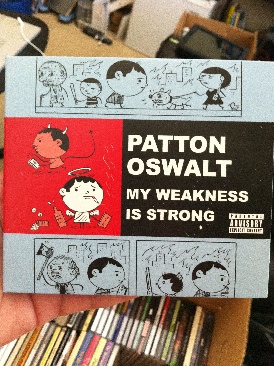 PATTON
OSWALT
MY WEAKNESS
IS STRONG
PARENTAL
ADVISORY
EXPLICIT CONTENT